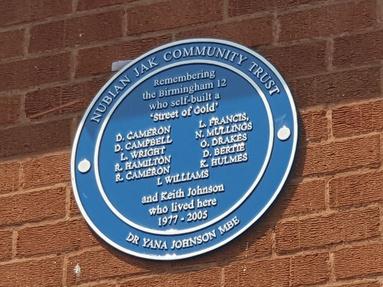 NUBIAN JAK COMMUNITY TRUST
Remembering
the Birmingham 12
who self-built a
'Street of Gold'
D. CAMERON L. FRANCIS,
D. CAMPBELL N. MULLINGS
L. WRIGHT O. DRAKES
R. HAMILTON D. BERTIE
R. CAMERON K. HULMES
I. WILLIAMS
and Keith Johnson
who lived here
1977 - 2005
DR YANA JOHNSON MBE